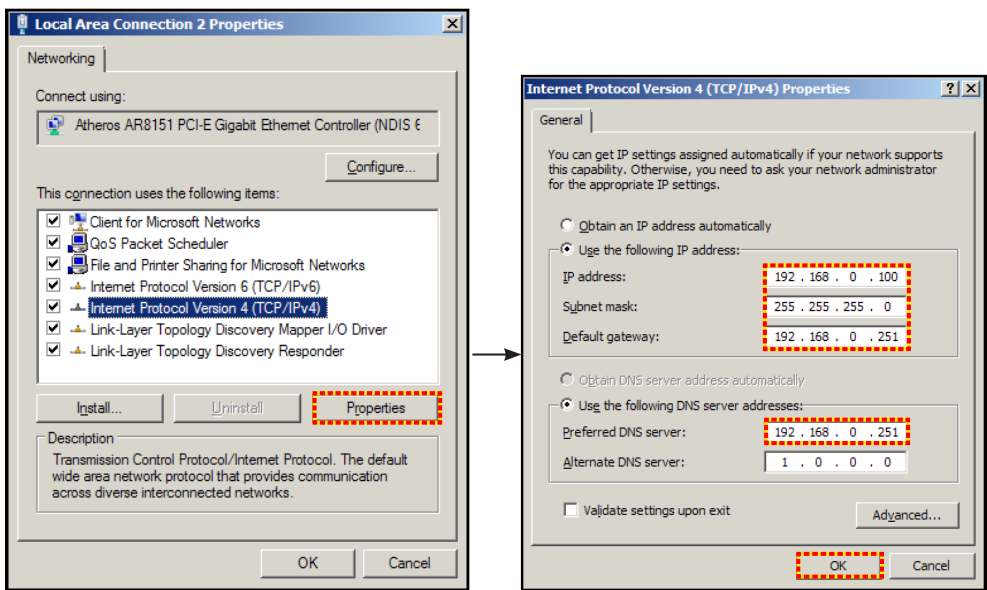 Local Area Connection 2 Properties
Networking
Connect using:
Atheros AR8151 PCI-E Gigabit Ethernet Controller (NDIS 6
Configure...
This connection uses the following items:
Client for Microsoft Networks
QoS Packet Scheduler
File and Printer Sharing for Microsoft Networks
Internet Protocol Version 6 (TCP/IPv6)
Internet Protocol Version 4 (TCP/IPv4)
Link-Layer Topology Discovery Mapper I/O Driver
Link-Layer Topology Discovery Responder
Install...
Uninstall
Properties
Description
Transmission Control Protocol/Internet Protocol. The default
wide area network protocol that provides communication
across diverse interconnected networks.
OK
Cancel
Internet Protocol Version 4 (TCP/IPv4) Properties
General
You can get IP settings assigned automatically if your network supports
this capability. Otherwise, you need to ask your network administrator
for the appropriate IP settings.
Obtain an IP address automatically
Use the following IP address:
IP address: 192 . 168 . 0 . 100
Subnet mask: 255 . 255 . 255 . 0
Default gateway: 192 . 168 . 0 . 251
Obtain DNS server address automatically
Use the following DNS server addresses:
Preferred DNS server: 192 . 168 . 0 . 251
Alternate DNS server: 1 . 0 . 0 . 0
Validate settings upon exit
Advanced...
OK
Cancel